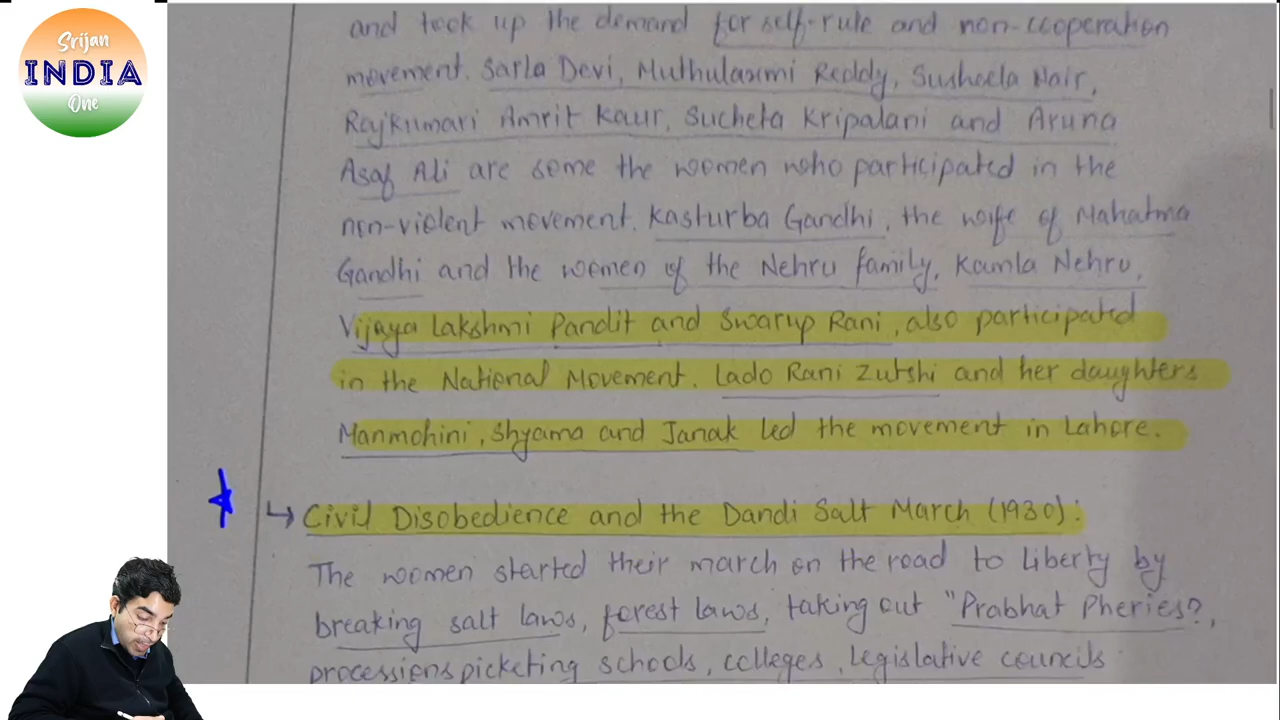 Srijan
INDIA
One
and took up the demand for self-rule and non-cooperation
movement. Sarla Devi, Muthulaxmi Reddy, Susheela Nair,
Rajkumari Amrit Kaur, Sucheta Kripalani and Aruna
Asaf Ali are some the women who participated in the
non-violent movement. Kasturba Gandhi, the wife of Mahatma
Gandhi and the women of the Nehru family, Kamla Nehru,
Vijaya Lakshmi Pandit and Swarup Rani, also participated
in the National Movement. Lado Rani Zutshi and her daughters
Manmohini, Shyama and Janak led the movement in Lahore.
↳ Civil Disobedience and the Dandi Salt March (1930):
The women started their march on the road to liberty by
breaking salt laws, forest laws, taking out "Prabhat Pheries?,
processions picketing schools, colleges, legislative councils